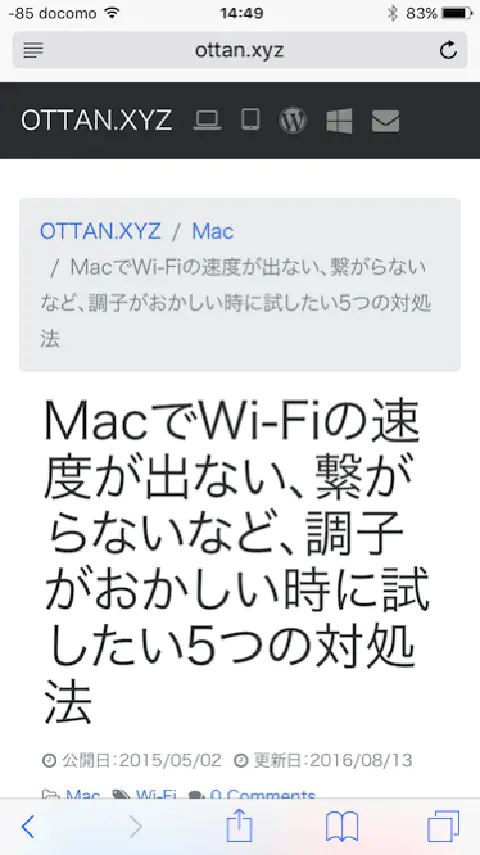 -85 docomo 14:49 83%
ottan.xyz
OTTAN.XYZ
OTTAN.XYZ / Mac
/ MacでWi-Fiの速度が出ない、繋がらない
など、調子がおかしい時に試したい5つの対処
法
MacでWi-Fiの速
度が出ない、繋が
らないなど、調子
がおかしい時に試
したい5つの対処
法
公開日:2015/05/02 更新日:2016/08/13
Mac Wi-Fi 0 Comments